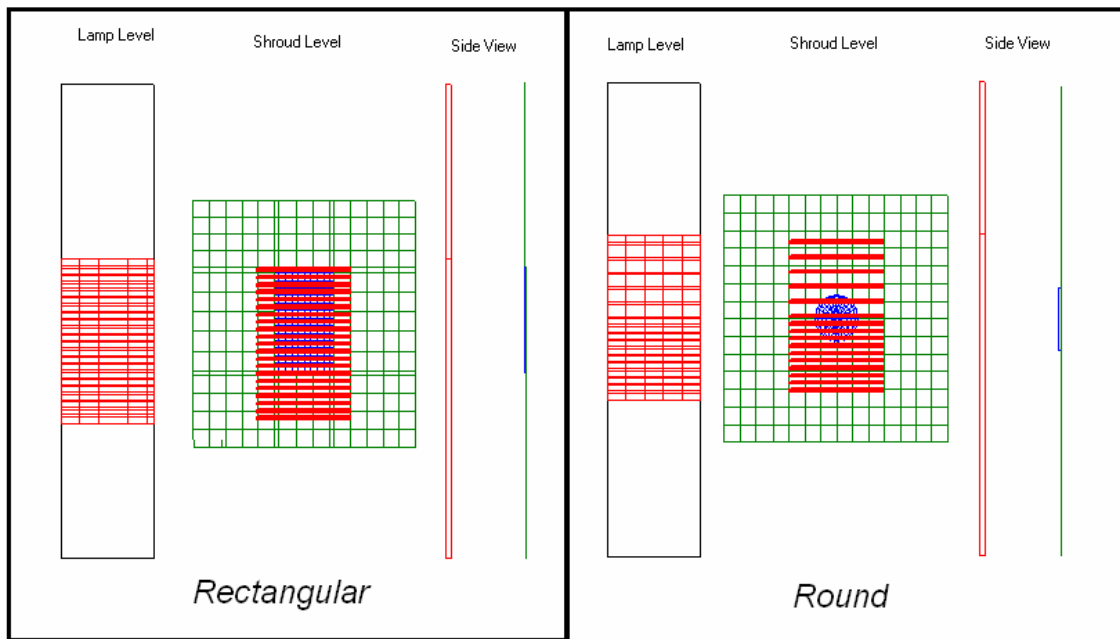 Lamp Level
Shroud Level
Side View
Rectangular
Lamp Level
Shroud Level
Side View
Round